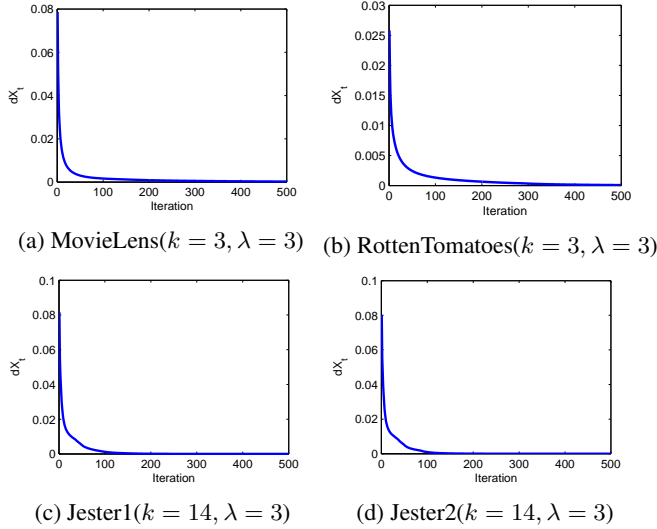 0.08
0.06
0.04
0.02
0
dX_t
0 100 200 300 400 500
Iteration
(a) MovieLens(k = 3, λ = 3)
0.03
0.025
0.02
0.015
0.01
0.005
0
dX_t
0 100 200 300 400 500
Iteration
(b) RottenTomatoes(k = 3, λ = 3)
0.1
0.08
0.06
0.04
0.02
0
dX_t
0 100 200 300 400 500
Iteration
(c) Jester1(k = 14, λ = 3)
0.1
0.08
0.06
0.04
0.02
0
dX_t
0 100 200 300 400 500
Iteration
(d) Jester2(k = 14, λ = 3)